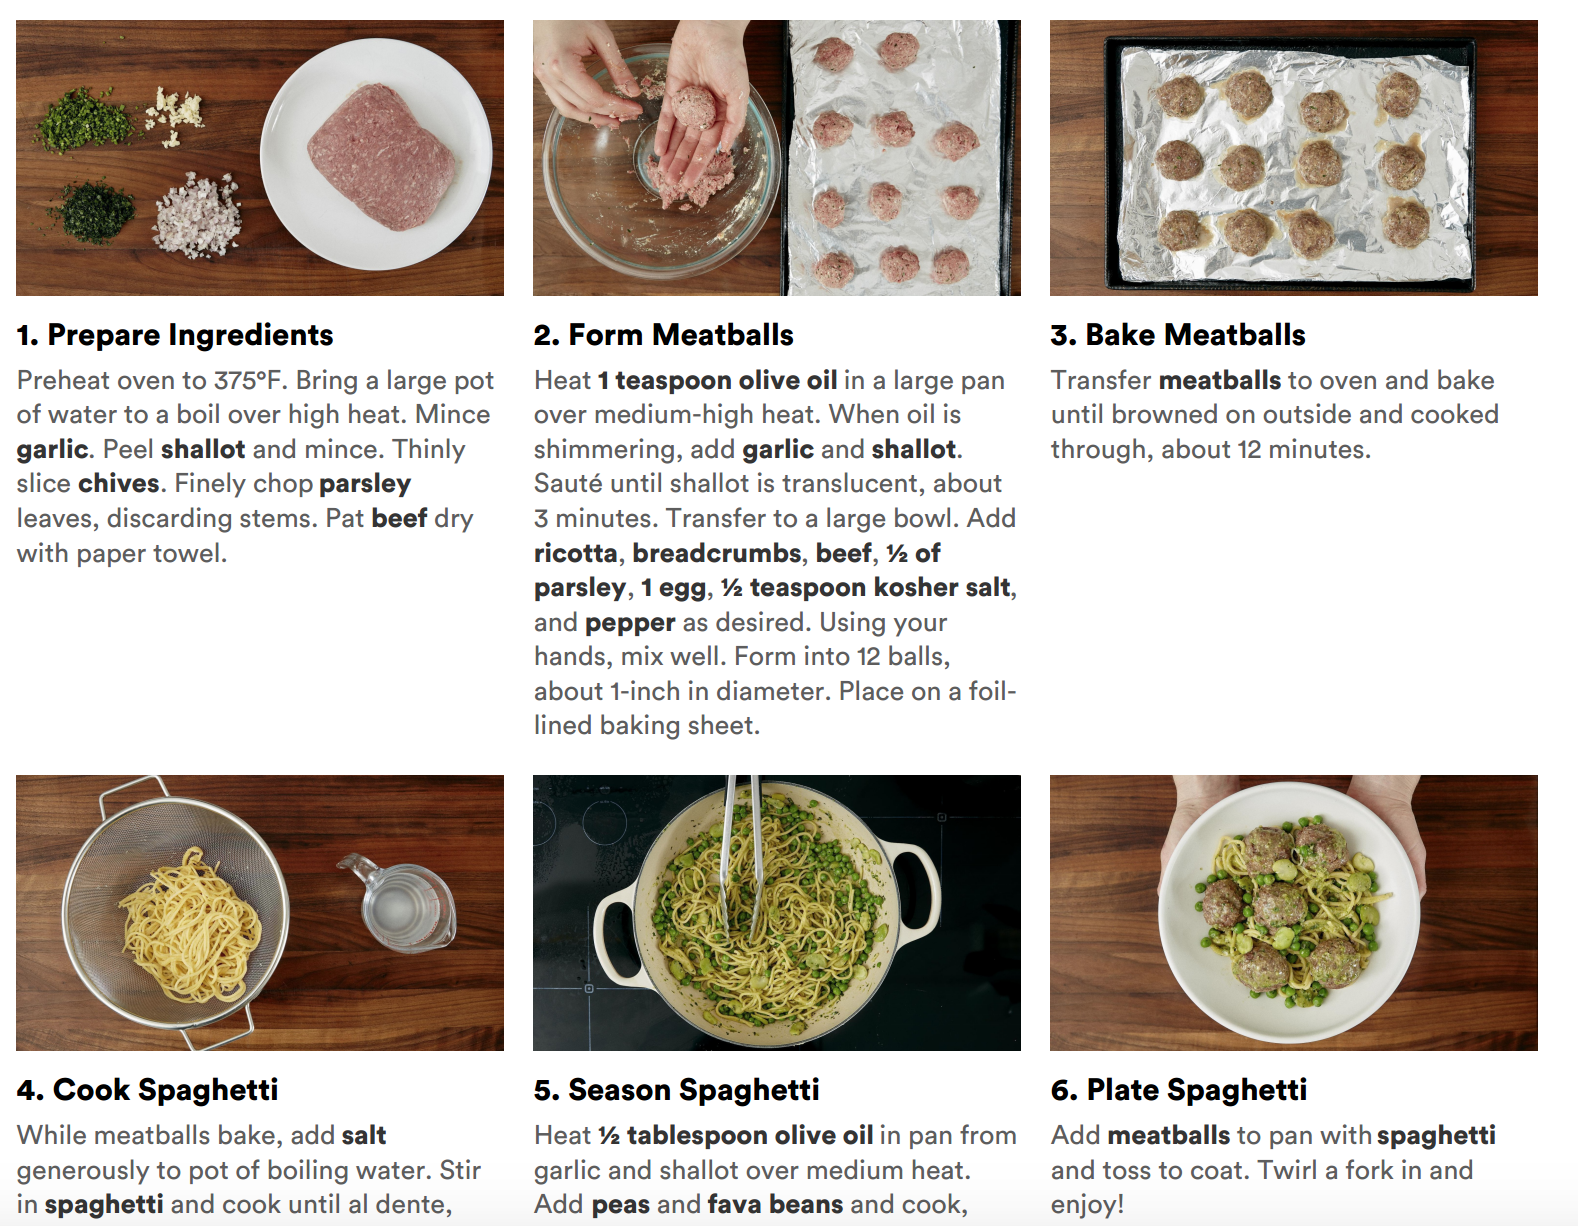 1. Prepare Ingredients
Preheat oven to 375°F. Bring a large pot
of water to a boil over high heat. Mince
garlic. Peel shallot and mince. Thinly
slice chives. Finely chop parsley
leaves, discarding stems. Pat beef dry
with paper towel.
2. Form Meatballs
Heat 1 teaspoon olive oil in a large pan
over medium-high heat. When oil is
shimmering, add garlic and shallot.
Sauté until shallot is translucent, about
3 minutes. Transfer to a large bowl. Add
ricotta, breadcrumbs, beef, ½ of
parsley, 1 egg, ½ teaspoon kosher salt,
and pepper as desired. Using your
hands, mix well. Form into 12 balls,
about 1-inch in diameter. Place on a foil-
lined baking sheet.
3. Bake Meatballs
Transfer meatballs to oven and bake
until browned on outside and cooked
through, about 12 minutes.
4. Cook Spaghetti
While meatballs bake, add salt
generously to pot of boiling water. Stir
in spaghetti and cook until al dente,
5. Season Spaghetti
Heat ½ tablespoon olive oil in pan from
garlic and shallot over medium heat.
Add peas and fava beans and cook,
6. Plate Spaghetti
Add meatballs to pan with spaghetti
and toss to coat. Twirl a fork in and
enjoy!